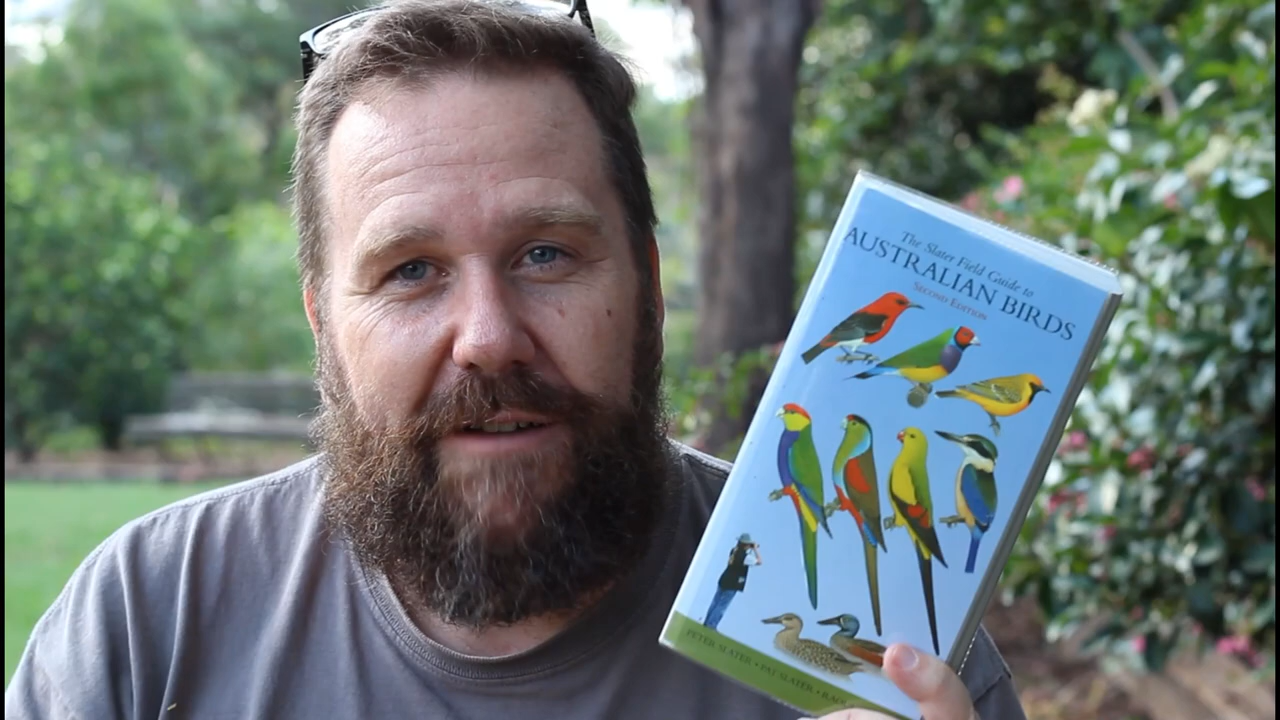 The Slater Field Guide to
AUSTRALIAN BIRDS
SECOND EDITION
PETER SLATER • PAT SLATER •